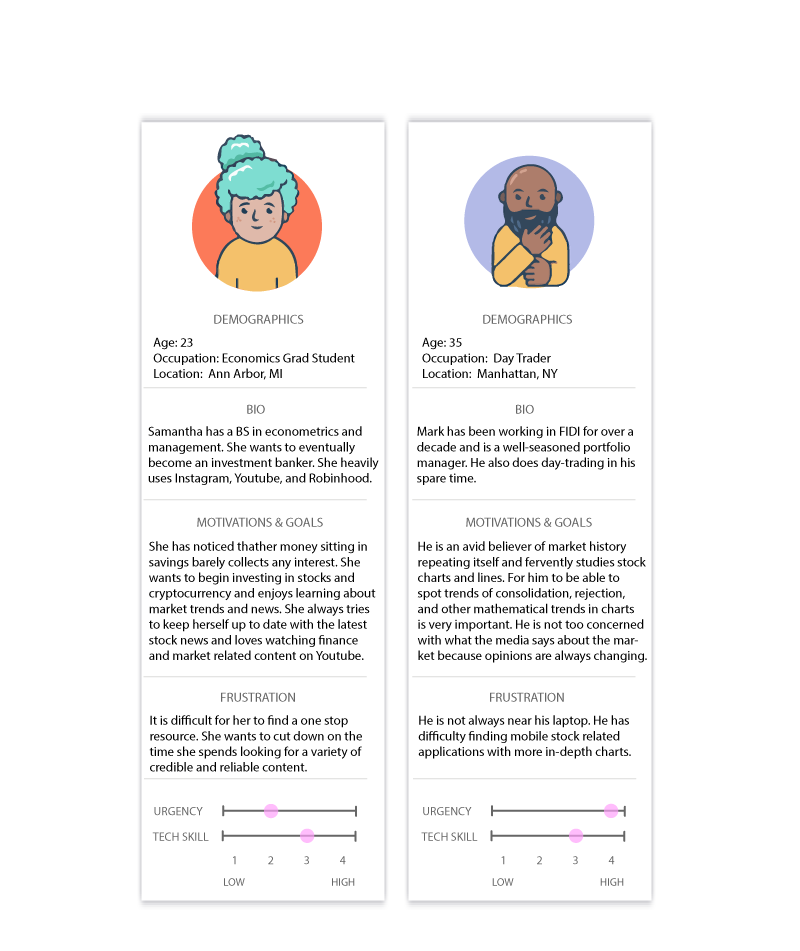 DEMOGRAPHICS
Age: 23
Occupation: Economics Grad Student
Location: Ann Arbor, MI
BIO
Samantha has a BS in econometrics and
management. She wants to eventually
become an investment banker. She heavily
uses Instagram, Youtube, and Robinhood.
MOTIVATIONS & GOALS
She has noticed thather money sitting in
savings barely collects any interest. She
wants to begin investing in stocks and
cryptocurrency and enjoys learning about
market trends and news. She always tries
to keep herself up to date with the latest
stock news and loves watching finance
and market related content on Youtube.
FRUSTRATION
It is difficult for her to find a one stop
resource. She wants to cut down on the
time she spends looking for a variety of
credible and reliable content.
URGENCY
TECH SKILL
1 2 3 4
LOW HIGH
DEMOGRAPHICS
Age: 35
Occupation: Day Trader
Location: Manhattan, NY
BIO
Mark has been working in FIDI for over a
decade and is a well-seasoned portfolio
manager. He also does day-trading in his
spare time.
MOTIVATIONS & GOALS
He is an avid believer of market history
repeating itself and fervently studies stock
charts and lines. For him to be able to
spot trends of consolidation, rejection,
and other mathematical trends in charts
is very important. He is not too concerned
with what the media says about the mar-
ket because opinions are always changing.
FRUSTRATION
He is not always near his laptop. He has
difficulty finding mobile stock related
applications with more in-depth charts.
URGENCY
TECH SKILL
1 2 3 4
LOW HIGH